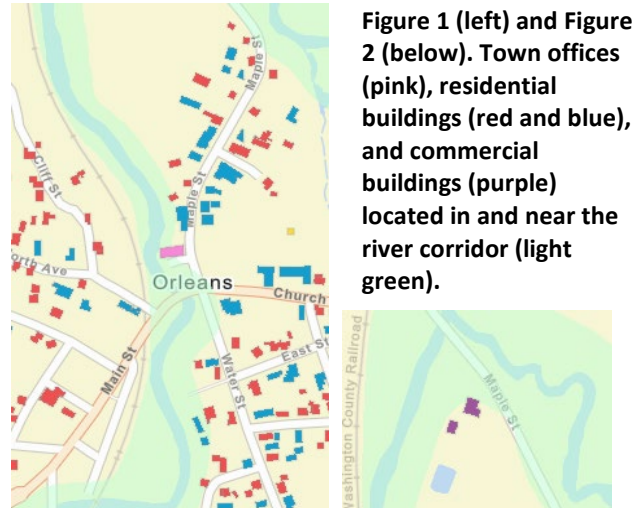 Figure 1 (left) and Figure
2 (below). Town offices
(pink), residential
buildings (red and blue),
and commercial
buildings (purple)
located in and near the
river corridor (light
green).
Maple St
Cliff St
Maple St
orth Ave
Orleans
Church
Main St
Water St
East St
Washington County Railroad
Maple St